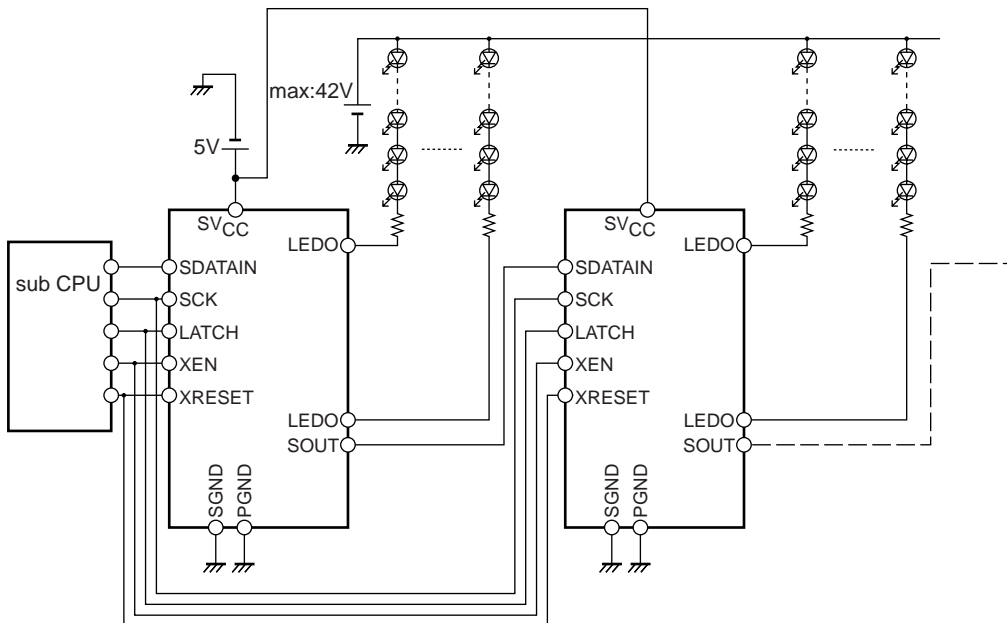 max:42V
5V
SVCC
LEDO
sub CPU
SDATAIN
SCK
LATCH
XEN
XRESET
LEDO
SOUT
SGND
PGND
SVCC
LEDO
SDATAIN
SCK
LATCH
XEN
XRESET
LEDO
SOUT
SGND
PGND